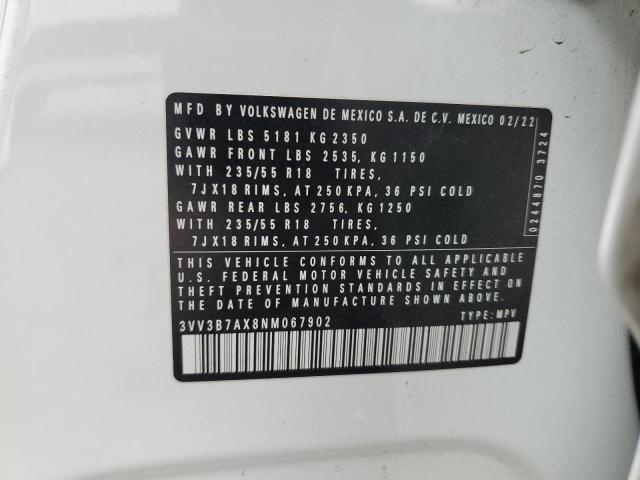 MFD BY VOLKSWAGEN DE MEXICO S.A. DE C.V. MEXICO 02/22
GVWR LBS 5181 KG 2350
GAWR FRONT LBS 2535, KG 1150
WITH 235/55 R18 TIRES,
7JX18 RIMS, AT 250 KPA, 36 PSI COLD
GAWR REAR LBS 2756, KG 1250
WITH 235/55 R18 TIRES,
7JX18 RIMS, AT 250 KPA, 36 PSI COLD
THIS VEHICLE CONFORMS TO ALL APPLICABLE
U.S. FEDERAL MOTOR VEHICLE SAFETY AND
THEFT PREVENTION STANDARDS IN EFFECT ON
THE DATE OF MANUFACTURE SHOWN ABOVE.
3VV3B7AX8NM067902 TYPE:MPV
0244870 3724